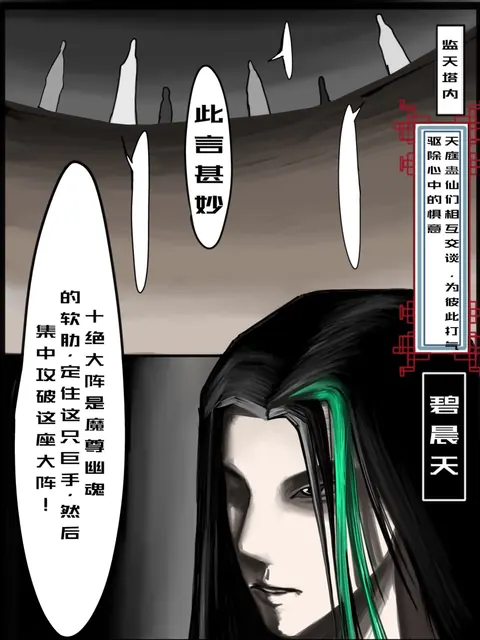 监天塔内
天庭蛊仙们相互交谈，为彼此打气
驱除心中的惧意
此言甚妙
碧晨天
十绝大阵是魔尊幽魂
的软肋，定住这只巨手，然后
集中攻破这座大阵！